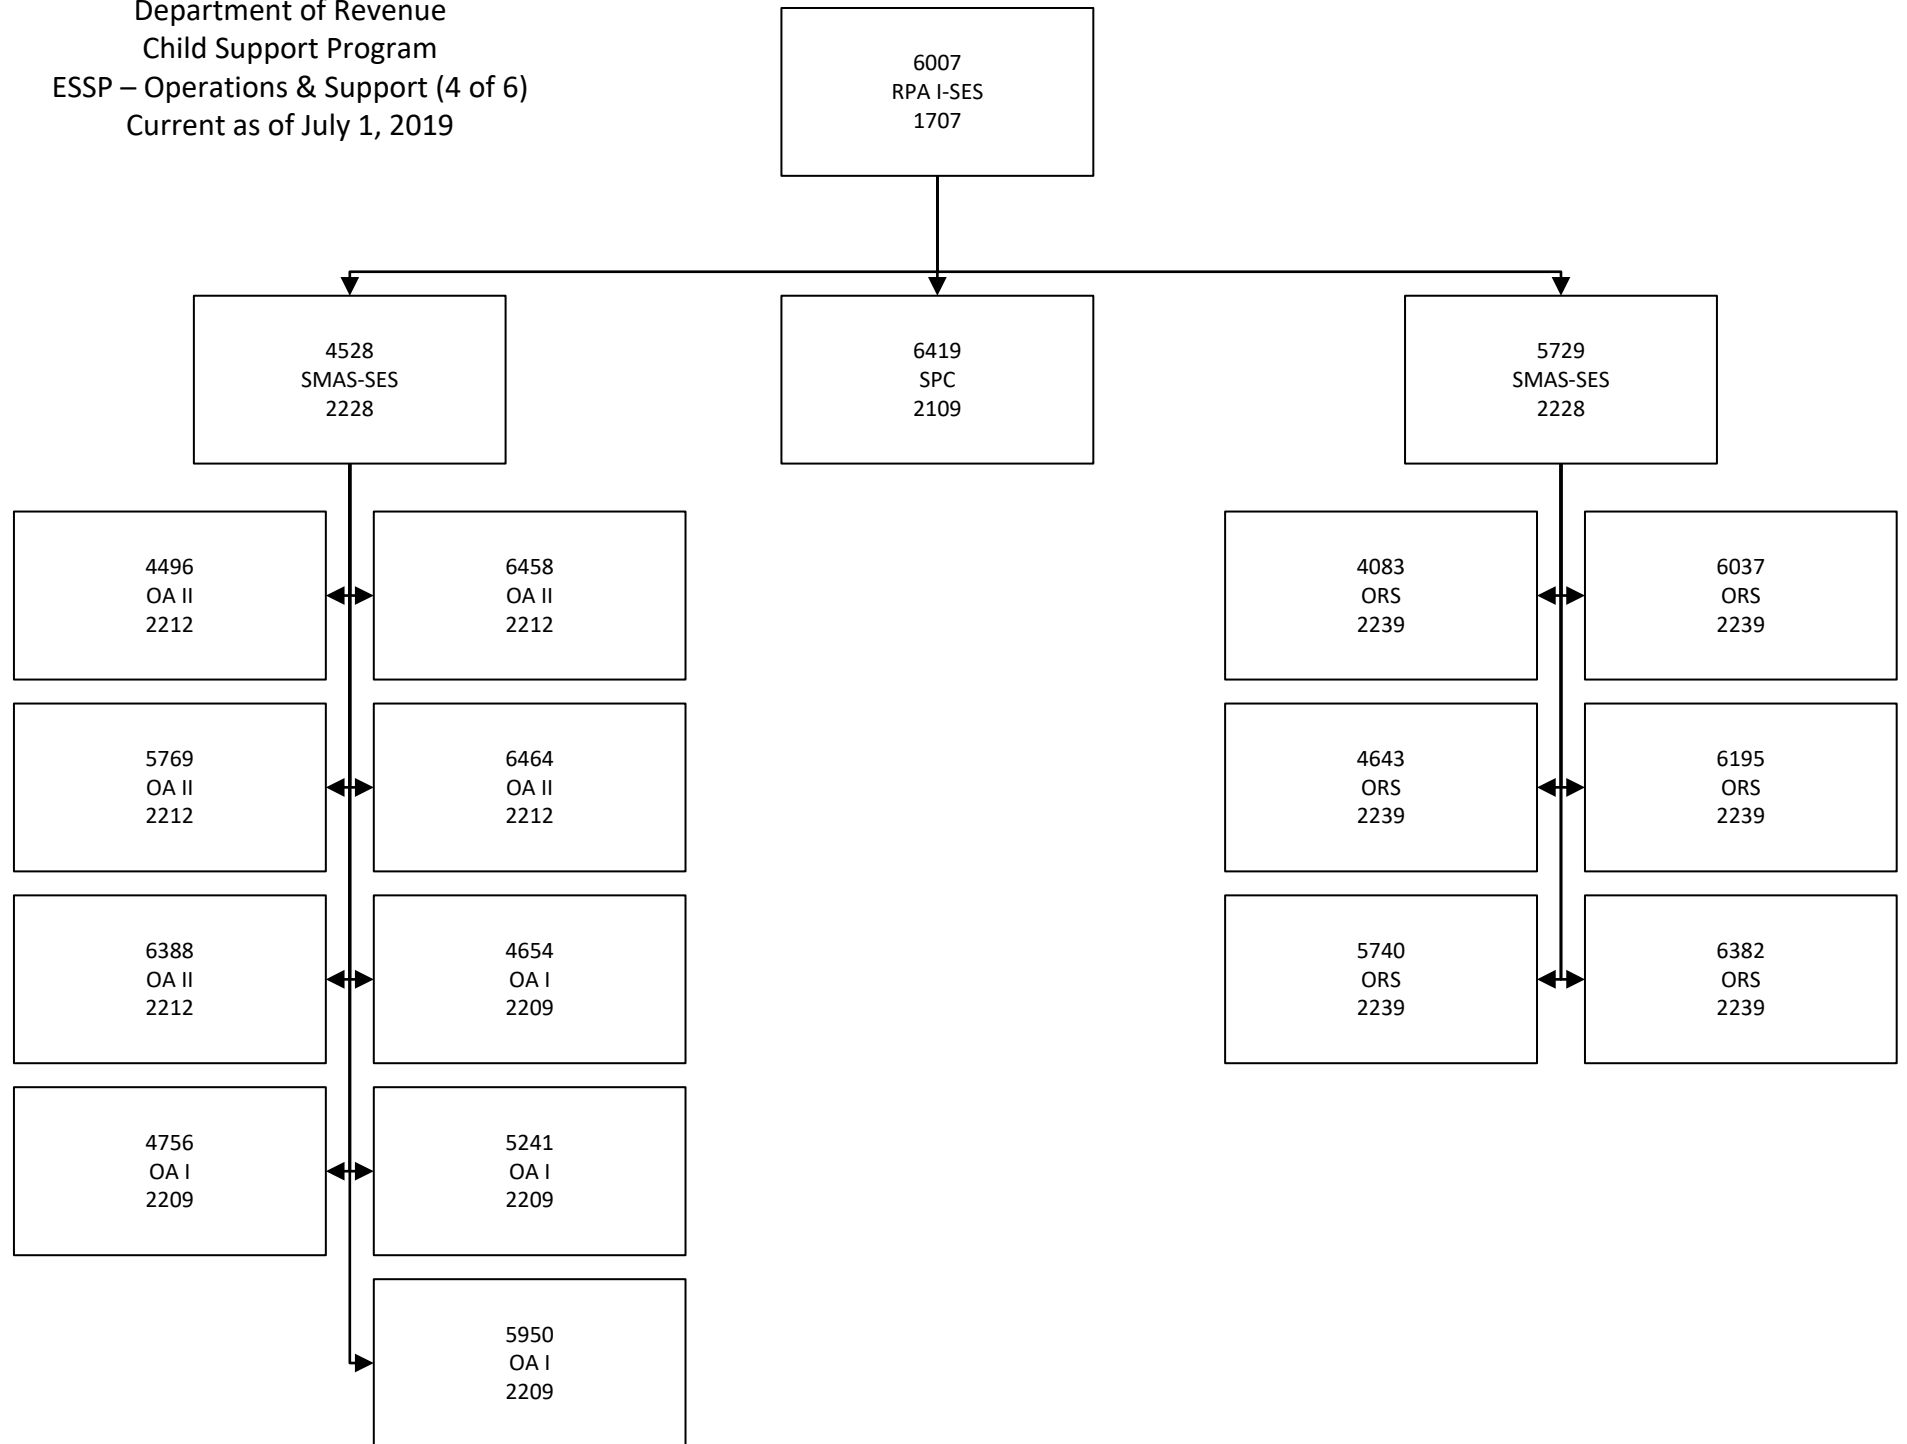 Department of Revenue
Child Support Program
ESSP – Operations & Support (4 of 6)
Current as of July 1, 2019
6007
RPA I-SES
1707
4528
SMAS-SES
2228
6419
SPC
2109
5729
SMAS-SES
2228
4496
OA II
2212
6458
OA II
2212
4083
ORS
2239
6037
ORS
2239
5769
OA II
2212
6464
OA II
2212
4643
ORS
2239
6195
ORS
2239
6388
OA II
2212
4654
OA I
2209
5740
ORS
2239
6382
ORS
2239
4756
OA I
2209
5241
OA I
2209
5950
OA I
2209